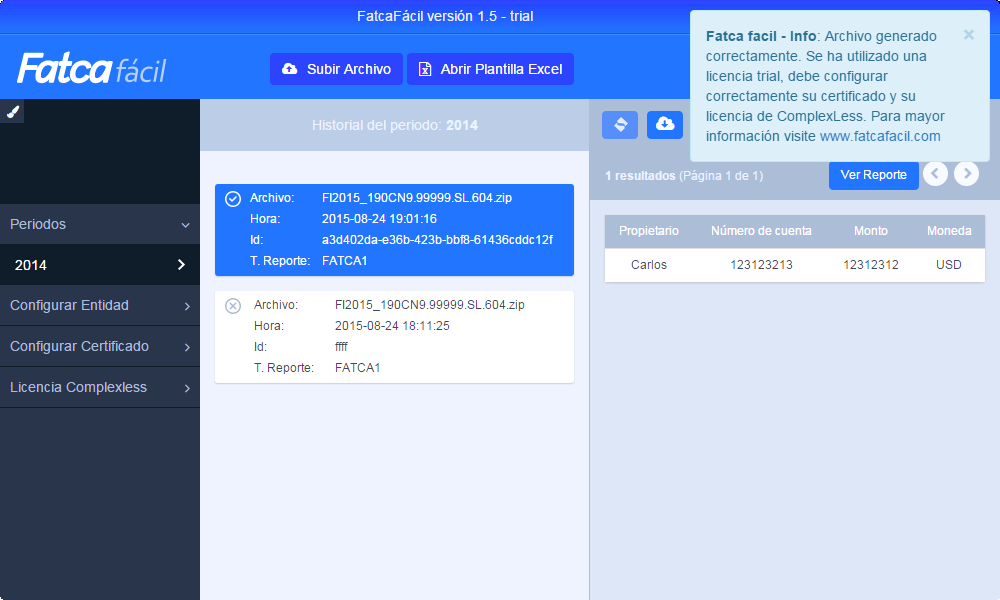 FatcaFácil versión 1.5 - trial
Fatca fácil
Subir Archivo
Abrir Plantilla Excel
Fatca facil - Info: Archivo generado
correctamente. Se ha utilizado una
licencia trial, debe configurar
correctamente su certificado y su
licencia de ComplexLess. Para mayor
información visite www.fatcafacil.com
×
Periodos
2014
Configurar Entidad
Configurar Certificado
Licencia Complexless
Historial del periodo: 2014
Archivo: FI2015_190CN9.99999.SL.604.zip
Hora: 2015-08-24 19:01:16
Id: a3d402da-e36b-423b-bbf8-61436cddc12f
T. Reporte: FATCA1
Archivo: FI2015_190CN9.99999.SL.604.zip
Hora: 2015-08-24 18:11:25
Id: ffff
T. Reporte: FATCA1
1 resultados (Página 1 de 1)
Ver Reporte
Propietario Número de cuenta Monto Moneda
Carlos 123123213 12312312 USD